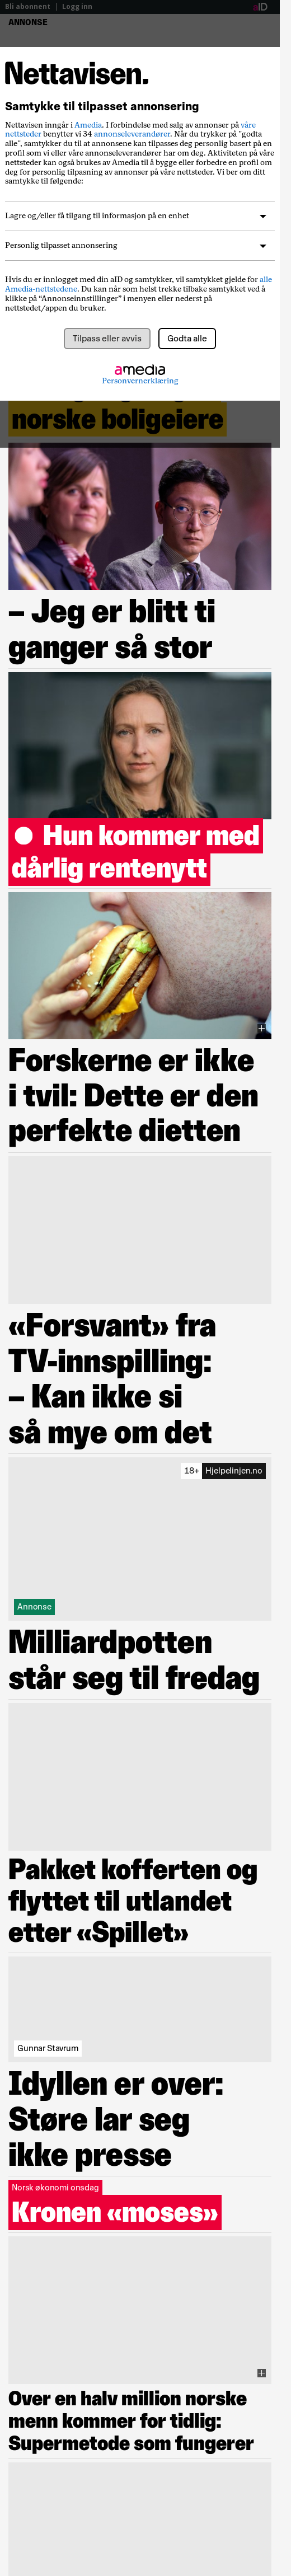 Bli abonnent | Logg inn
aID
ANNONSE
Nettavisen.
Samtykke til tilpasset annonsering
Nettavisen inngår i Amedia. I forbindelse med salg av annonser på våre
nettsteder benytter vi 34 annonseleverandører. Når du trykker på "godta
alle", samtykker du til at annonsene kan tilpasses deg personlig basert på en
profil som vi eller våre annonseleverandører har om deg. Aktiviteten på våre
nettsteder kan også brukes av Amedia til å bygge eller forbedre en profil om
deg for personlig tilpasning av annonser på våre nettsteder. Vi ber om ditt
samtykke til følgende:
Lagre og/eller få tilgang til informasjon på en enhet
Personlig tilpasset annonsering
Hvis du er innlogget med din aID og samtykker, vil samtykket gjelde for alle
Amedia-nettstedene. Du kan når som helst trekke tilbake samtykket ved å
klikke på “Annonseinnstillinger” i menyen eller nederst på
nettstedet/appen du bruker.
Tilpass eller avvis
Godta alle
amedia
Personvernerklæring
norske boligeiere
– Jeg er blitt ti
ganger så stor
Hun kommer med
dårlig rentenytt
Forskerne er ikke
i tvil: Dette er den
perfekte dietten
«Forsvant» fra
TV-innspilling:
– Kan ikke si
så mye om det
18+ Hjelpelinjen.no
Annonse
Milliardpotten
står seg til fredag
Pakket kofferten og
flyttet til utlandet
etter «Spillet»
Gunnar Stavrum
Idyllen er over:
Støre lar seg
ikke presse
Norsk økonomi onsdag
Kronen «moses»
Over en halv million norske
menn kommer for tidlig:
Supermetode som fungerer